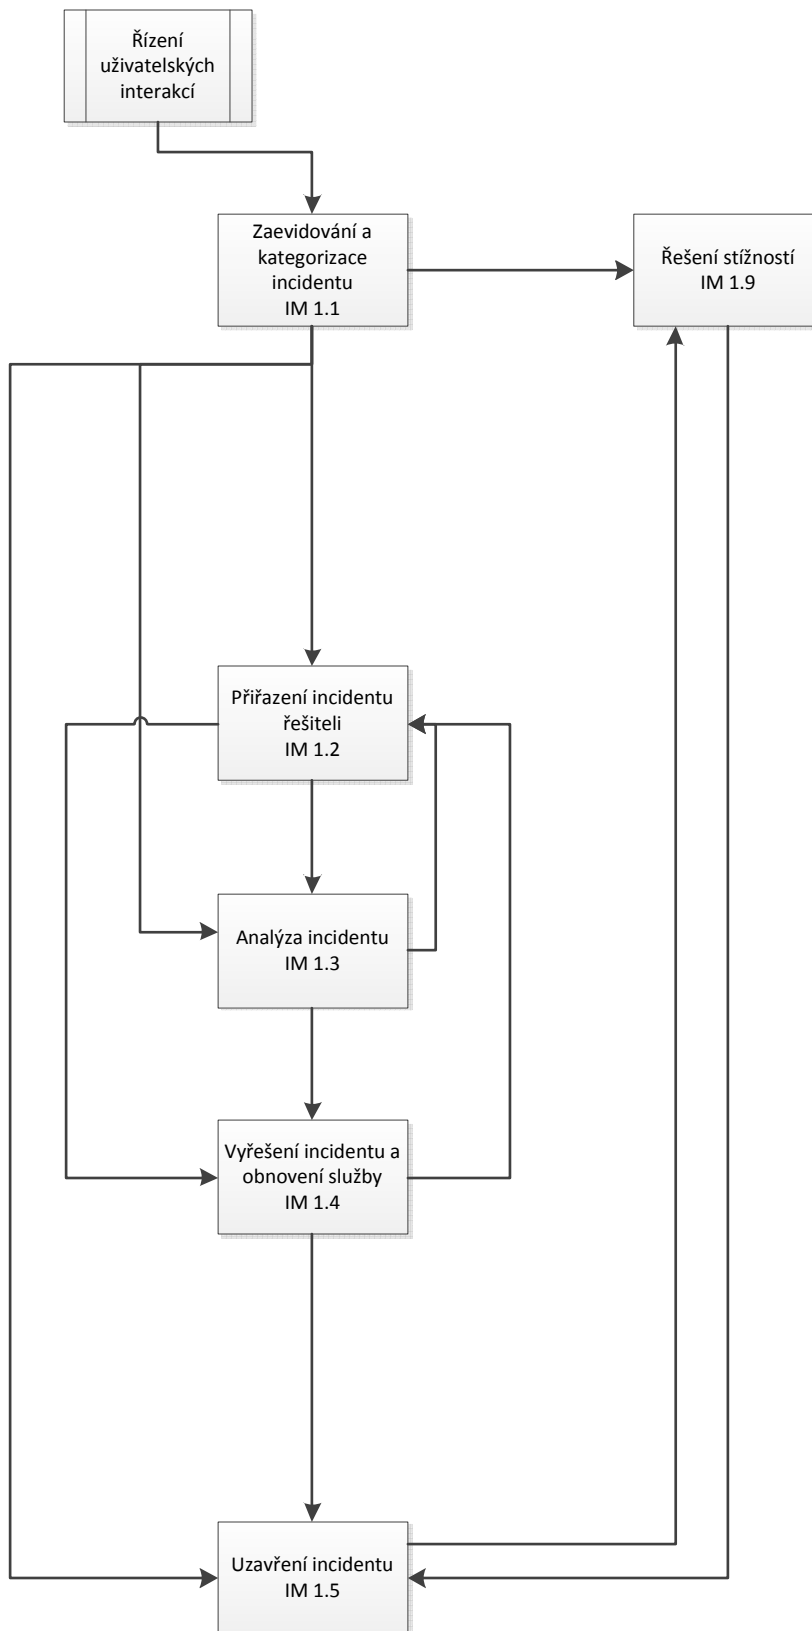 Řízení
uživatelských
interakcí
Zaevidování a
kategorizace
incidentu
IM 1.1
Řešení stížností
IM 1.9
Přiřazení incidentu
řešiteli
IM 1.2
Analýza incidentu
IM 1.3
Vyřešení incidentu a
obnovení služby
IM 1.4
Uzavření incidentu
IM 1.5